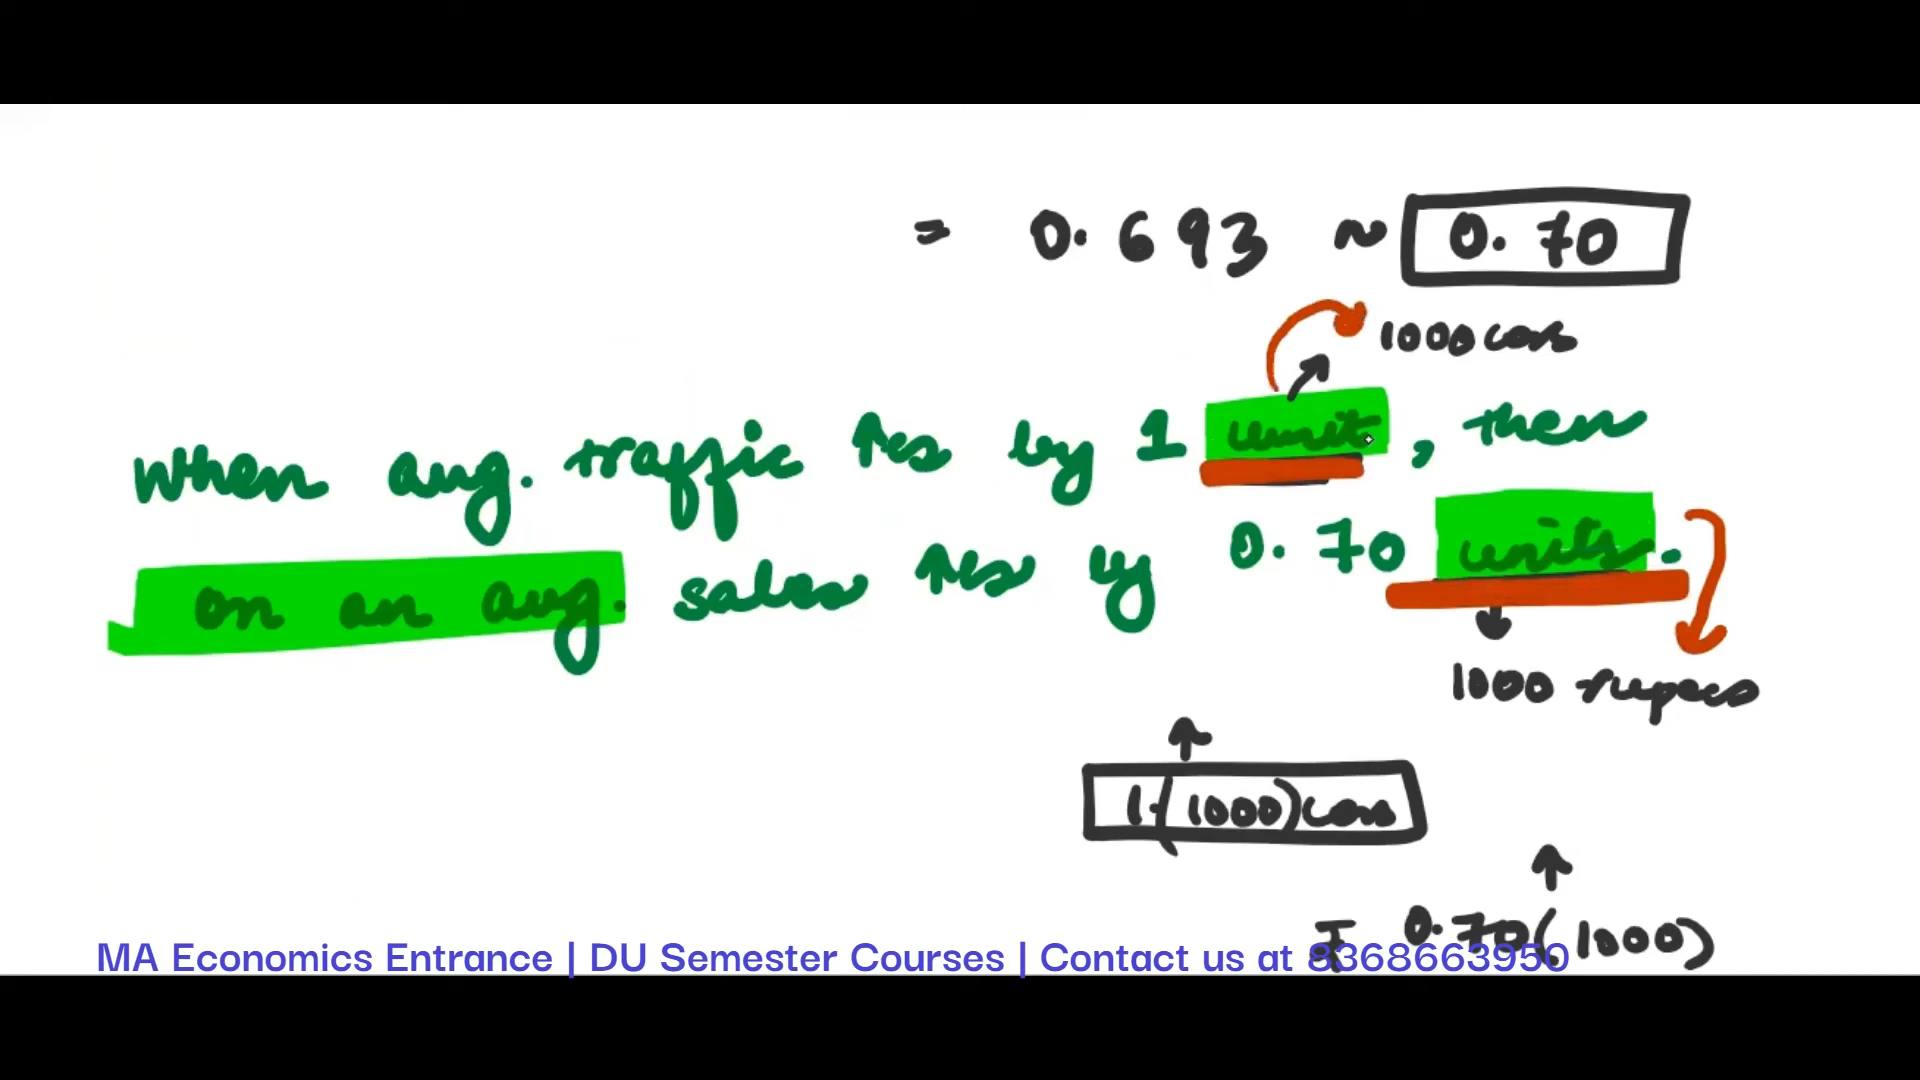 = 0.693 ~ 0.70
1000 cars
When avg. traffic ↑es by 1 unit, then
on an avg. sales ↑es by 0.70 units.
1000 rupees
↑
1.(1000) cars
↑
₹ 0.70(1000)
MA Economics Entrance | DU Semester Courses | Contact us at 8368663950